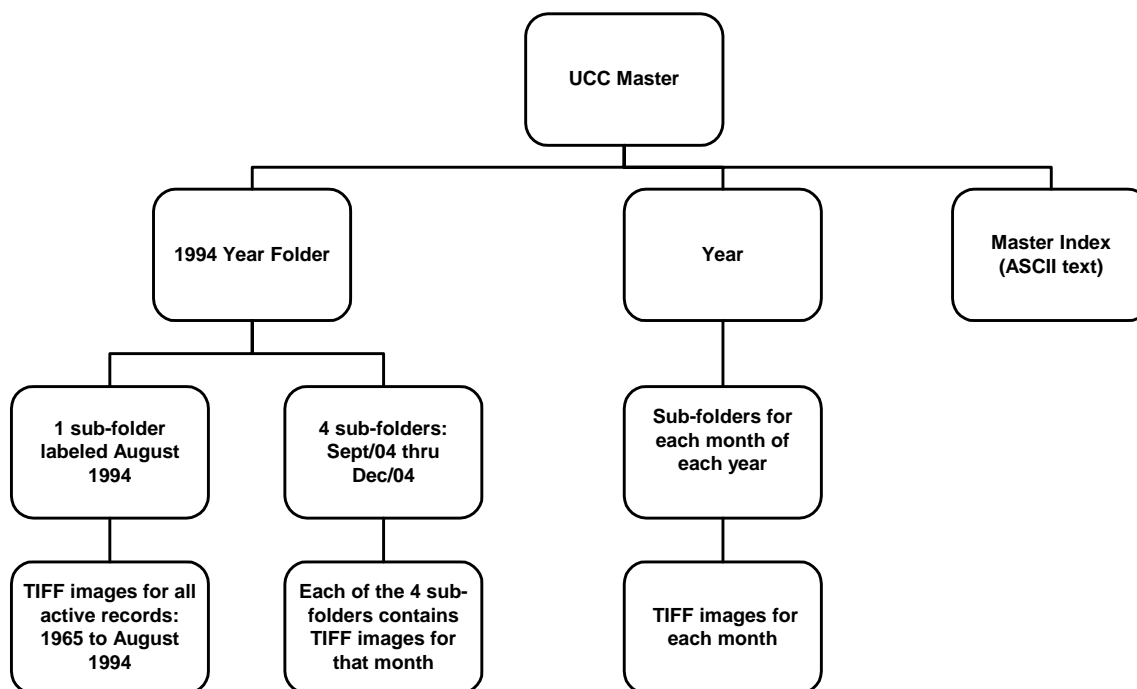 UCC Master
1994 Year Folder
Year
Master Index
(ASCII text)
1 sub-folder
labeled August
1994
4 sub-folders:
Sept/04 thru
Dec/04
Sub-folders for
each month of
each year
TIFF images for all
active records:
1965 to August
1994
Each of the 4 sub-
folders contains
TIFF images for
that month
TIFF images for
each month